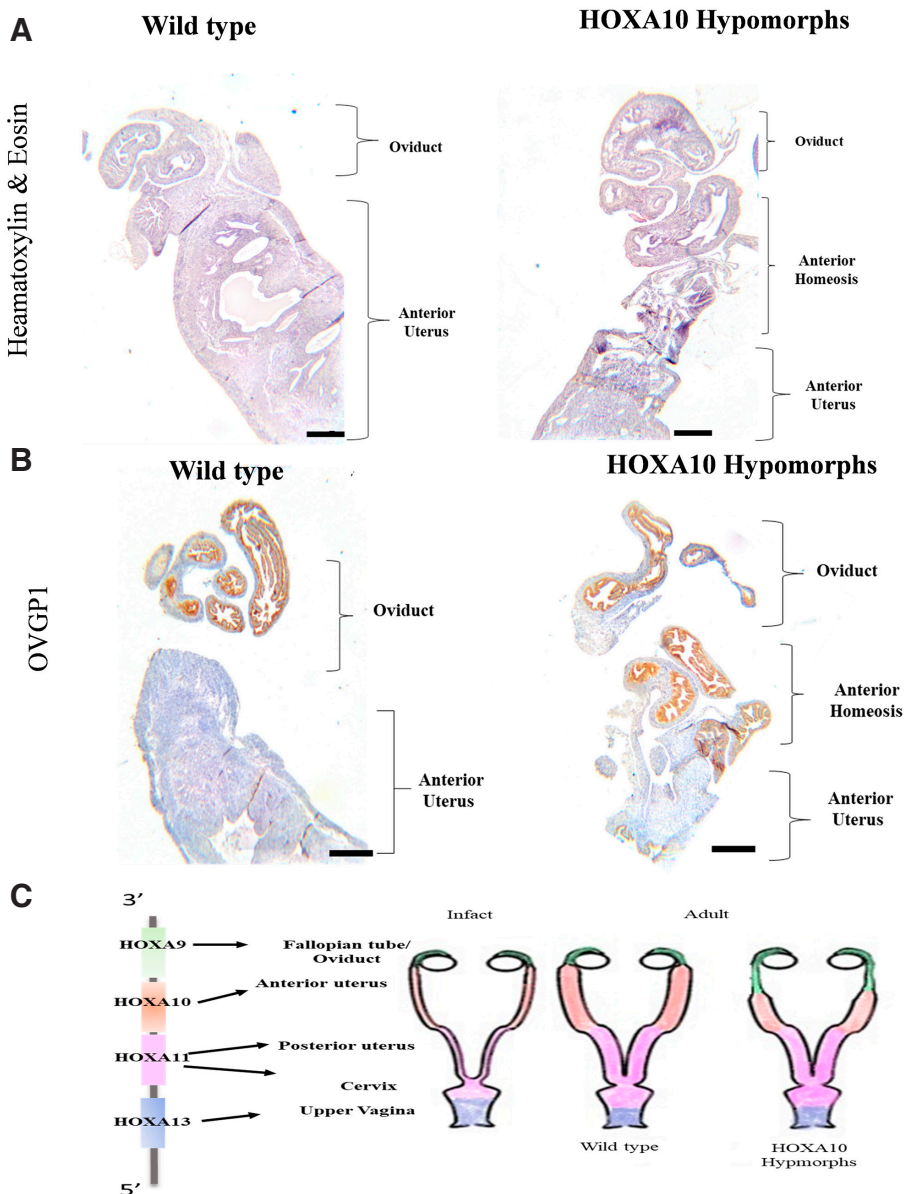 A
Wild type
HOXA10 Hypomorphs
Heamatoxylin & Eosin
Oviduct
Anterior
Uterus
Oviduct
Anterior
Homeosis
Anterior
Uterus
B
Wild type
HOXA10 Hypomorphs
OVGP1
Oviduct
Anterior
Uterus
Oviduct
Anterior
Homeosis
Anterior
Uterus
C
3′
HOXA9
HOXA10
HOXA11
HOXA13
5′
Fallopian tube/
Oviduct
Anterior uterus
Posterior uterus
Cervix
Upper Vagina
Infact
Adult
Wild type
HOXA10
Hypmorphs